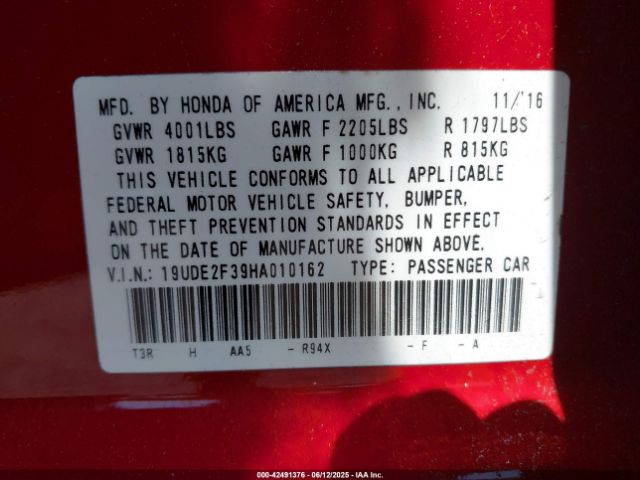 MFD. BY HONDA OF AMERICA MFG., INC. 11/'16
GVWR 4001LBS GAWR F 2205LBS R 1797LBS
GVWR 1815KG GAWR F 1000KG R 815KG
THIS VEHICLE CONFORMS TO ALL APPLICABLE
FEDERAL MOTOR VEHICLE SAFETY, BUMPER,
AND THEFT PREVENTION STANDARDS IN EFFECT
ON THE DATE OF MANUFACTURE SHOWN ABOVE.
V.I.N.: 19UDE2F39HA010162 TYPE: PASSENGER CAR
T3R H AA5 - R94X - F - A
000-42491376 - 06/12/2025 - IAA Inc.